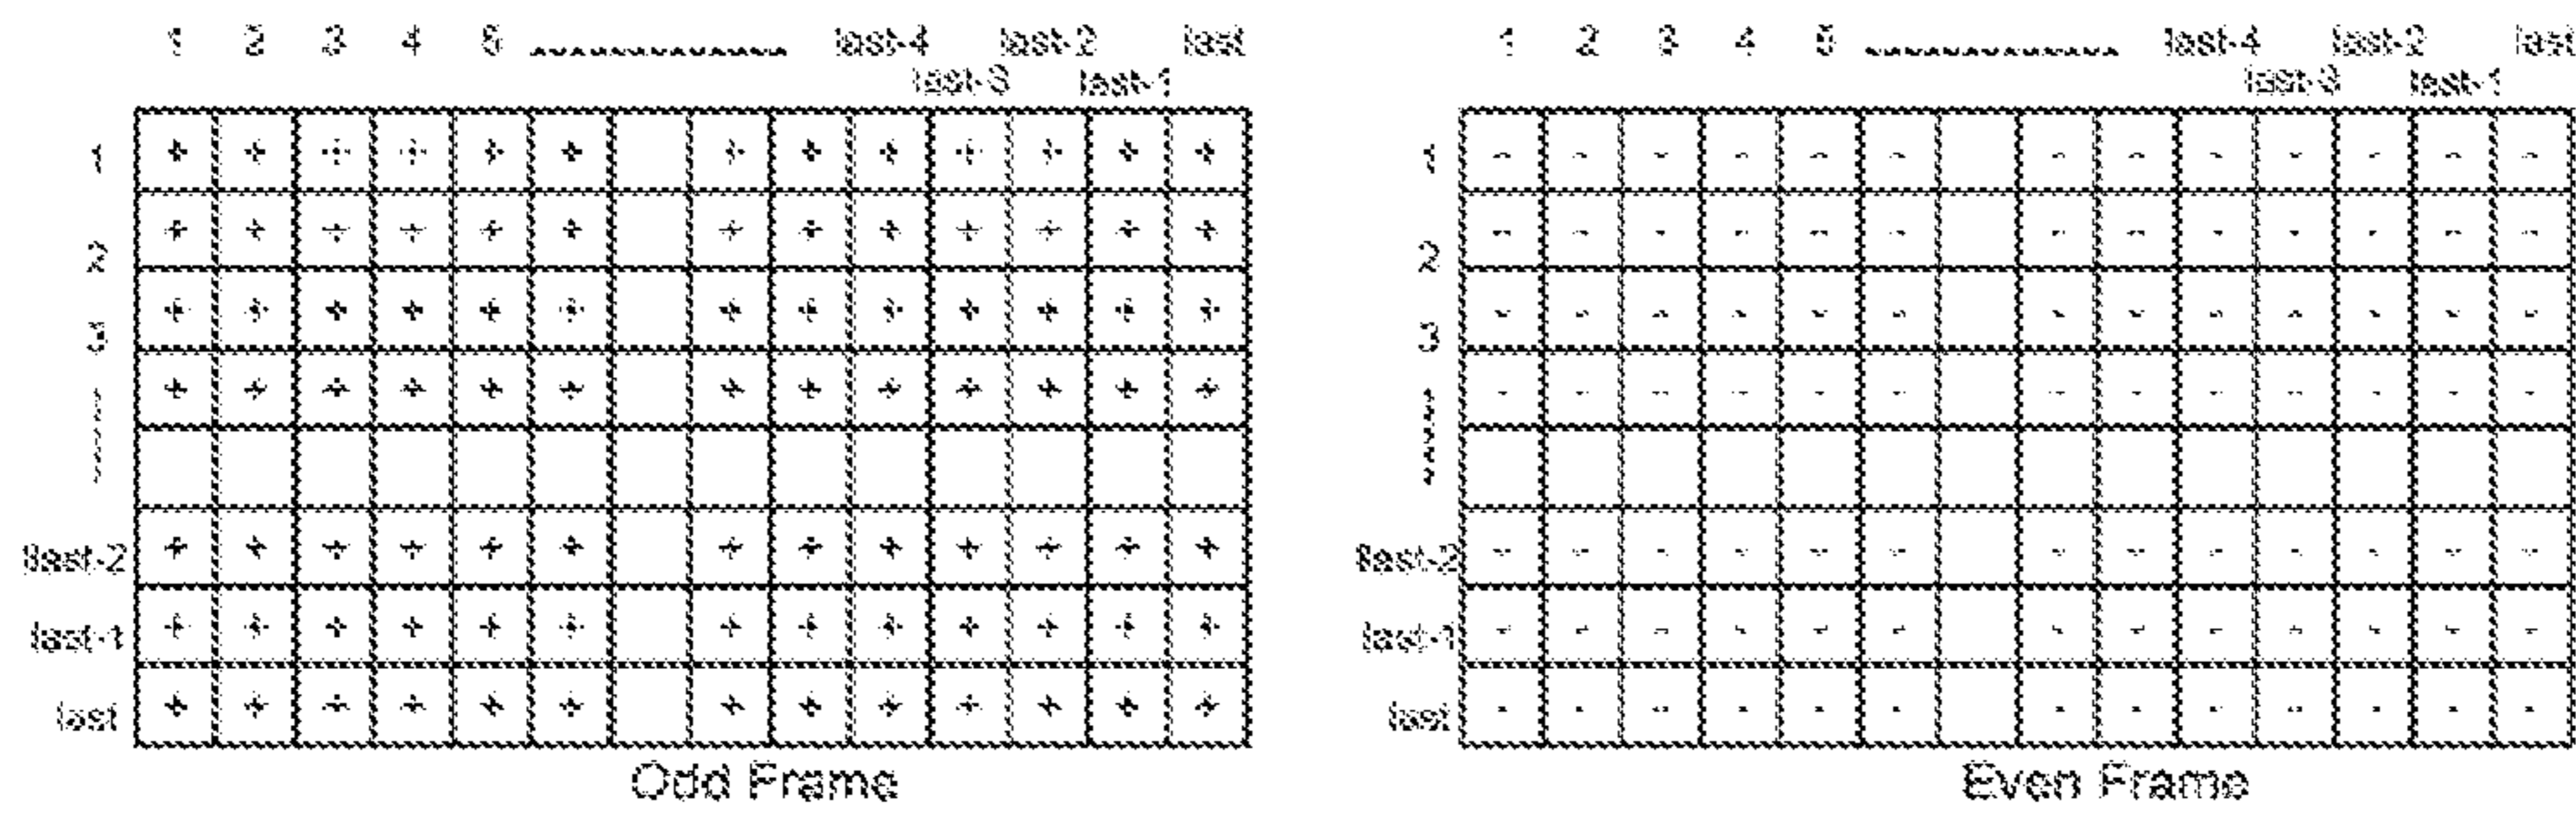 1 2 3 4 5 .............. last-4 last-2 last
last-3 last-1
1 + + + + + + + + + + + + +
2 + + + + + + + + + + + + +
3 + + + + + + + + + + + + +
+ + + + + + + + + + + + +
last-2 + + + + + + + + + + + + +
last-1 + + + + + + + + + + + + +
last + + + + + + + + + + + + +
Odd Frame
1 2 3 4 5 .............. last-4 last-2 last
last-3 last-1
1 - - - - - - - - - - - - -
2 - - - - - - - - - - - - -
3 - - - - - - - - - - - - -
- - - - - - - - - - - - -
last-2 - - - - - - - - - - - - -
last-1 - - - - - - - - - - - - -
last - - - - - - - - - - - - -
Even Frame